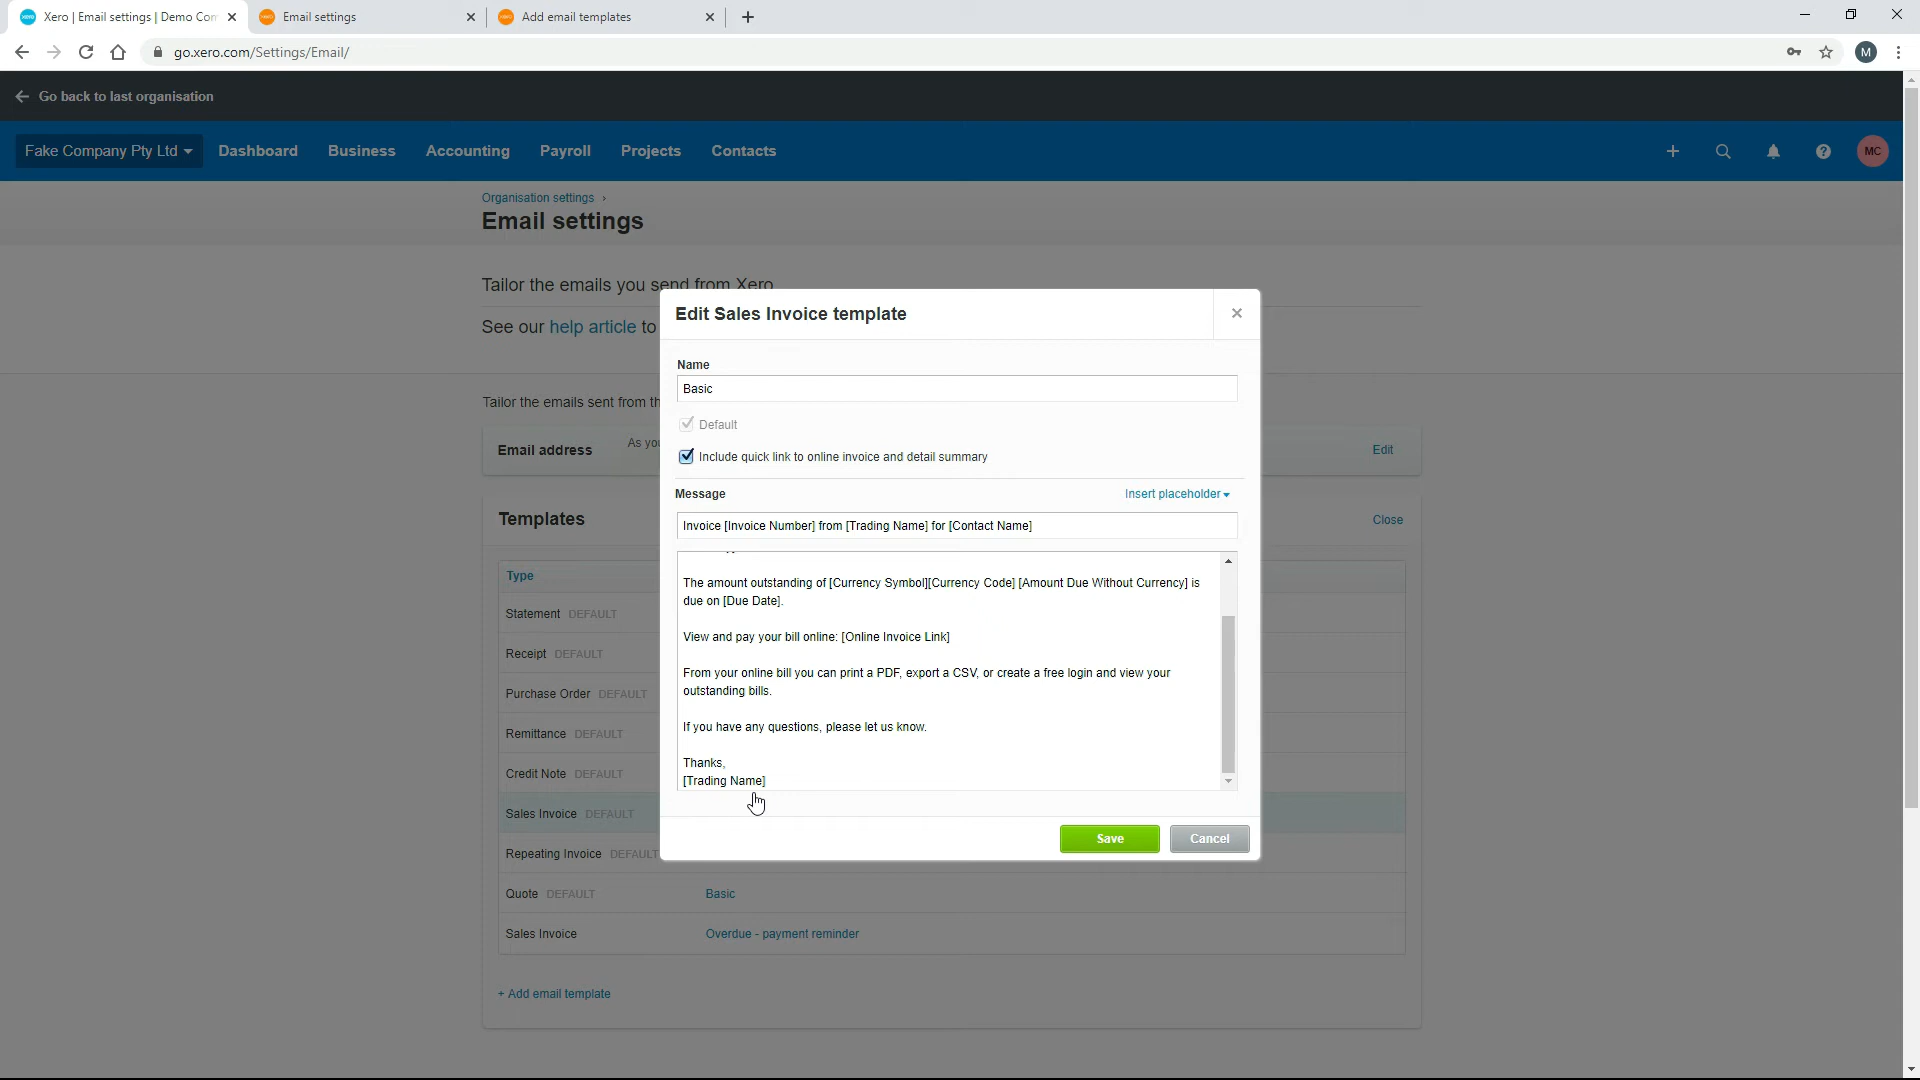 Xero | Email settings | Demo Com
Email settings
Add email templates
go.xero.com/Settings/Email/
M
Go back to last organisation
Fake Company Pty Ltd
Dashboard
Business
Accounting
Payroll
Projects
Contacts
MC
Organisation settings ›
Email settings
Tailor the emails you send from Xero
See our help article to
Tailor the emails sent from th
Email address
As you
Edit
Templates
Close
Type
Statement DEFAULT
Receipt DEFAULT
Purchase Order DEFAULT
Remittance DEFAULT
Credit Note DEFAULT
Sales Invoice DEFAULT
Repeating Invoice DEFAULT
Quote DEFAULT
Basic
Sales Invoice
Overdue - payment reminder
+ Add email template
Edit Sales Invoice template
Name
Basic
Default
Include quick link to online invoice and detail summary
Message
Insert placeholder
Invoice [Invoice Number] from [Trading Name] for [Contact Name]
The amount outstanding of [Currency Symbol][Currency Code] [Amount Due Without Currency] is
due on [Due Date].
View and pay your bill online: [Online Invoice Link]
From your online bill you can print a PDF, export a CSV, or create a free login and view your
outstanding bills.
If you have any questions, please let us know.
Thanks,
[Trading Name]
Save
Cancel